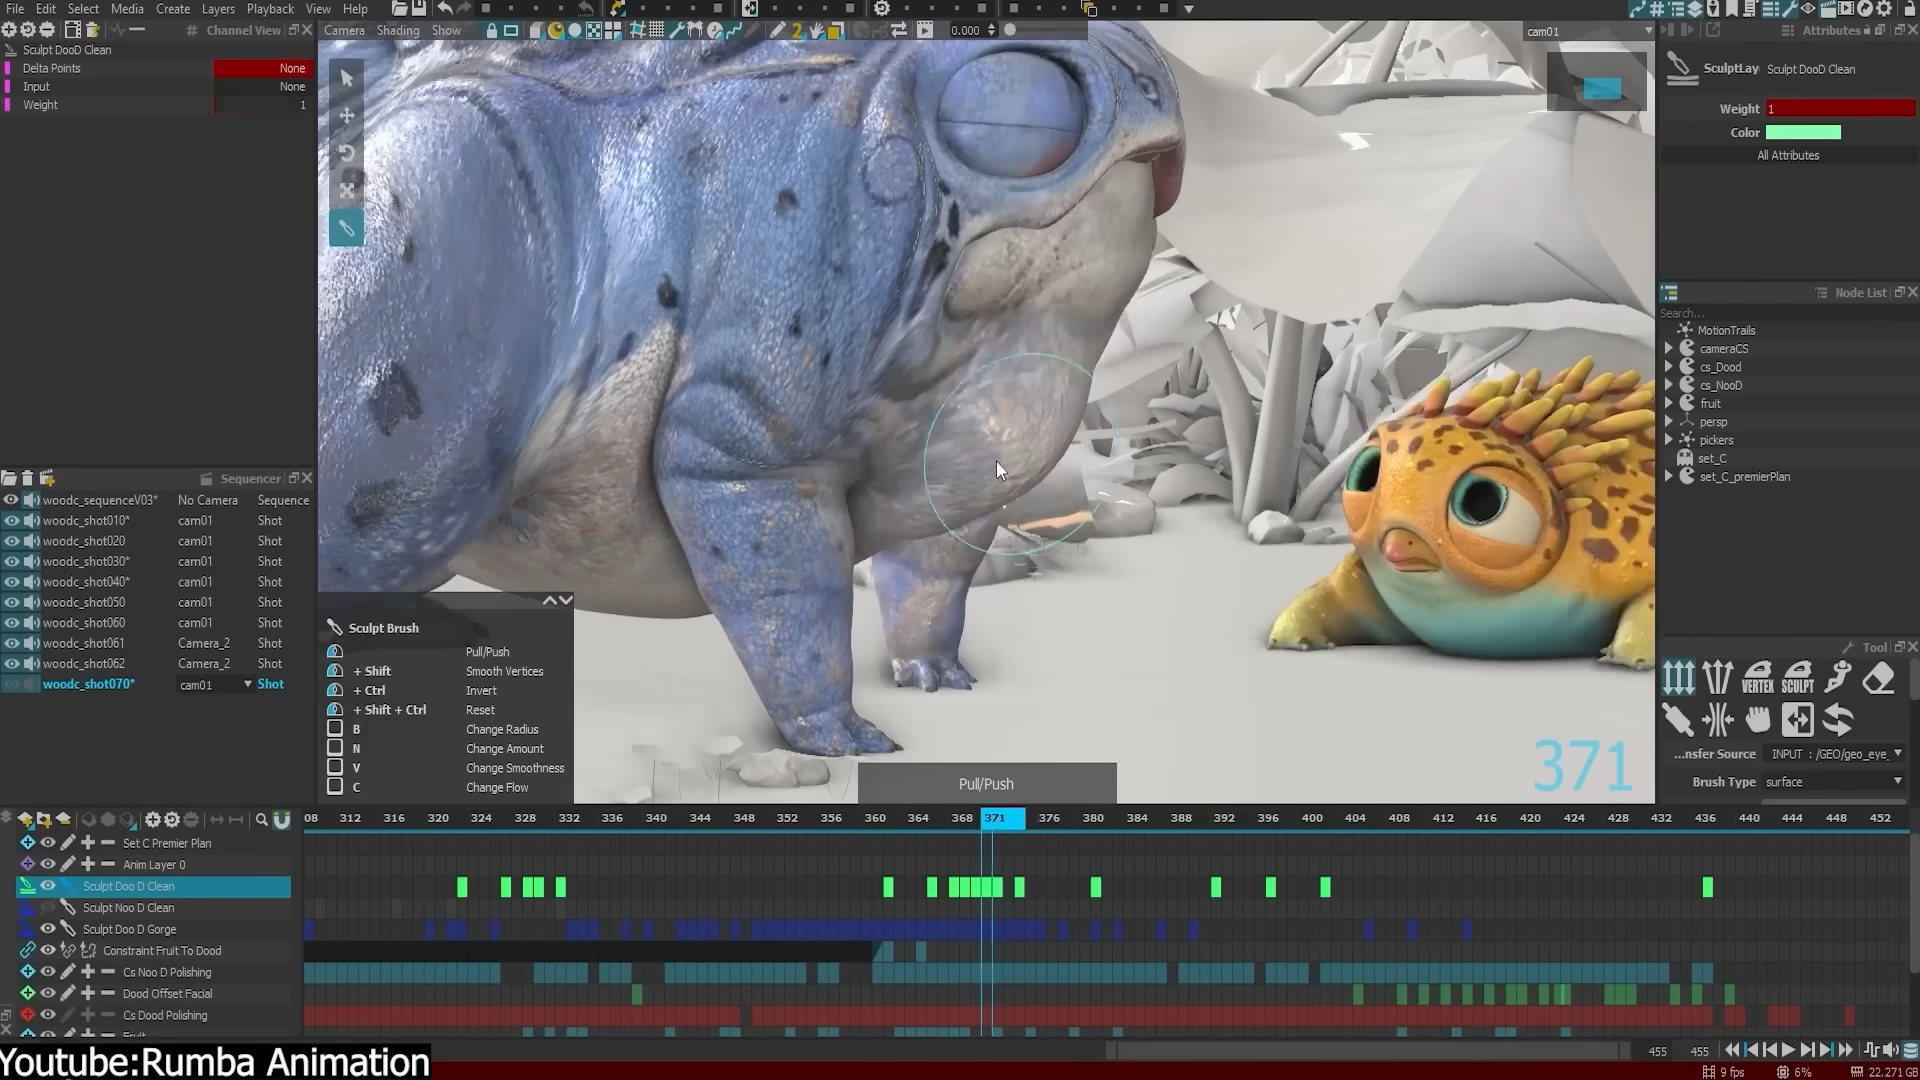 File Edit Select Media Create Layers Playback View Help
Channel View
Sculpt DooD Clean
Delta Points None
Input None
Weight 1
Camera Shading Show
0.000
cam01
Attributes
SculptLay Sculpt DooD Clean
Weight 1
Color
All Attributes
Node List
Search...
MotionTrails
cameraCS
cs_Dood
cs_NooD
fruit
persp
pickers
set_C
set_C_premierPlan
Sequencer
woodc_sequenceV03* No Camera Sequence
woodc_shot010* cam01 Shot
woodc_shot020 cam01 Shot
woodc_shot030* cam01 Shot
woodc_shot040* cam01 Shot
woodc_shot050 cam01 Shot
woodc_shot060 cam01 Shot
woodc_shot061 Camera_2 Shot
woodc_shot062 Camera_2 Shot
woodc_shot070* cam01 Shot
Sculpt Brush
Pull/Push
+ Shift Smooth Vertices
+ Ctrl Invert
+ Shift + Ctrl Reset
B Change Radius
N Change Amount
V Change Smoothness
C Change Flow
Pull/Push
371
Tool
VERTEX SCULPT
...nsfer Source INPUT : /GEO/geo_eye_
Brush Type surface
08 312 316 320 324 328 332 336 340 344 348 352 356 360 364 368 371 376 380 384 388 392 396 400 404 408 412 416 420 424 428 432 436 440 444 448 452
Set C Premier Plan
Anim Layer 0
Sculpt Doo D Clean
Sculpt Noo D Clean
Sculpt Doo D Gorge
Constraint Fruit To Dood
Cs Noo D Polishing
Dood Offset Facial
Cs Dood Polishing
Fruit
455 455
Youtube:Rumba Animation
9 fps 6% 22.271 GB